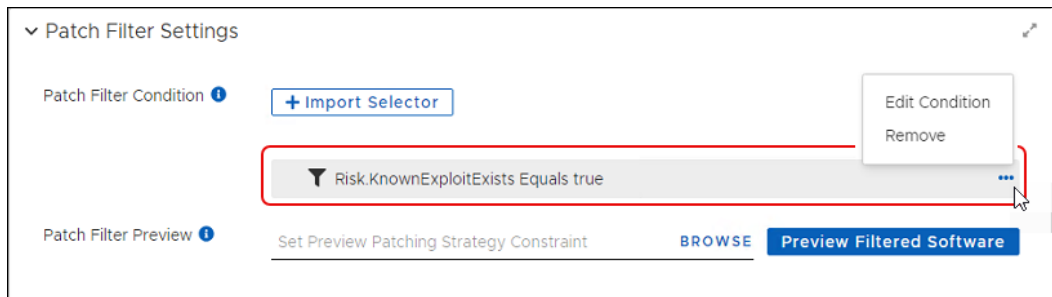 Patch Filter Settings
Patch Filter Condition
+ Import Selector
Edit Condition
Remove
Risk.KnownExploitExists Equals true
Patch Filter Preview
Set Preview Patching Strategy Constraint
BROWSE
Preview Filtered Software